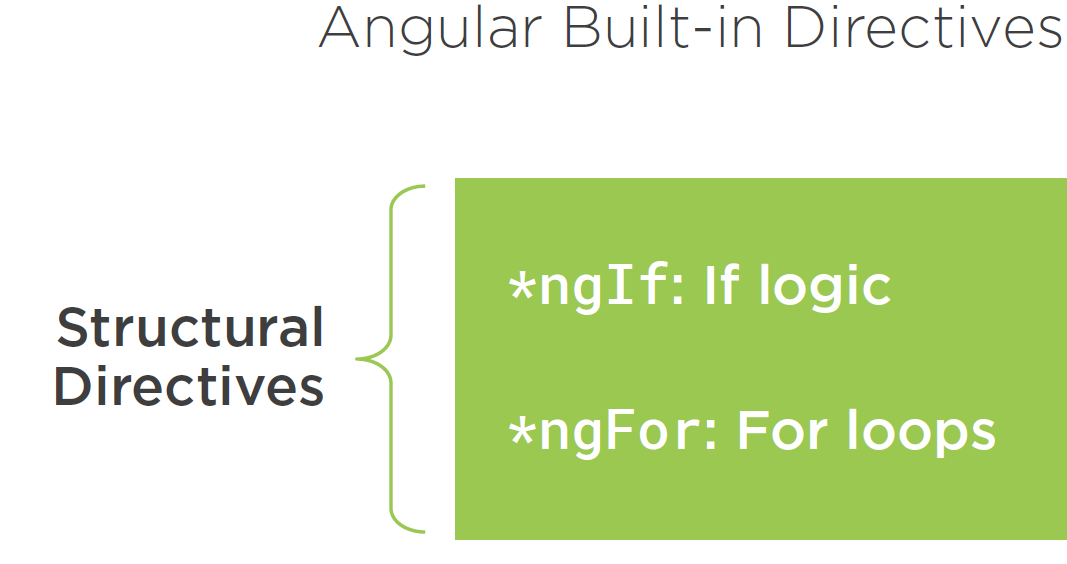 Angular Built-in Directives
Structural
Directives
*ngIf: If logic
*ngFor: For loops